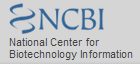 NCBI
National Center for
Biotechnology Information